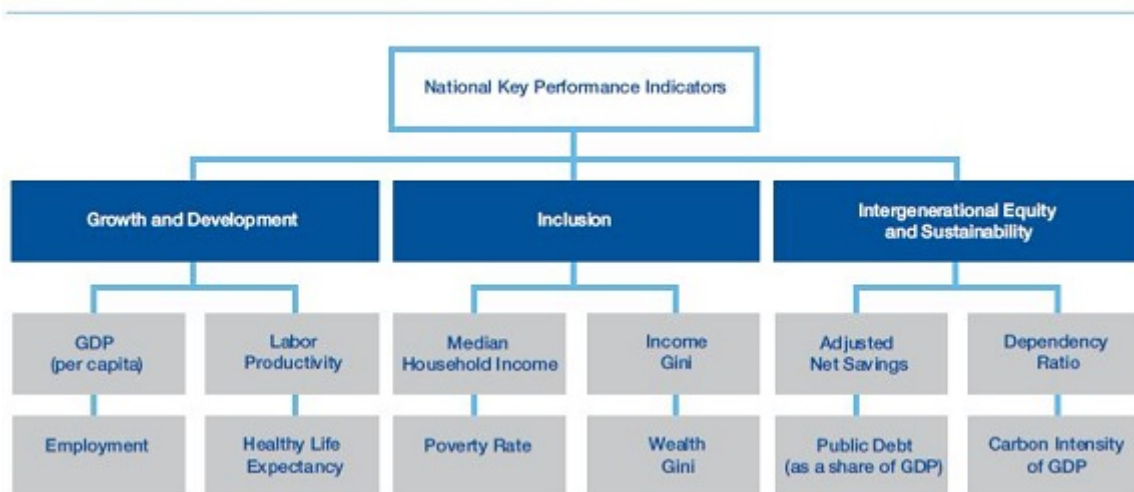 National Key Performance Indicators
Growth and Development
Inclusion
Intergenerational Equity
and Sustainability
GDP
(per capita)
Labor
Productivity
Median
Household Income
Income
Gini
Adjusted
Net Savings
Dependency
Ratio
Employment
Healthy Life
Expectancy
Poverty Rate
Wealth
Gini
Public Debt
(as a share of GDP)
Carbon Intensity
of GDP